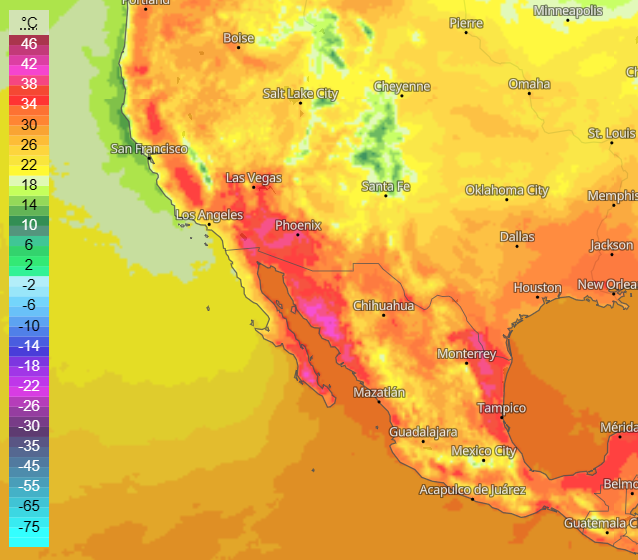 Portland
°C
46
42
38
34
30
26
22
18
14
10
6
2
-2
-6
-10
-14
-18
-22
-26
-30
-35
-45
-55
-65
-75
Minneapolis
Pierre
Boise
Salt Lake City
Cheyenne
Omaha
Ch
St. Louis
San Francisco
Las Vegas
Santa Fe
Oklahoma City
Memphis
Los Angeles
Phoenix
Dallas
Jackson
Houston
New Orlea
Chihuahua
Monterrey
Mazatlán
Tampico
Guadalajara
Mérida
Mexico City
Acapulco de Juárez
Belmo
Guatemala C